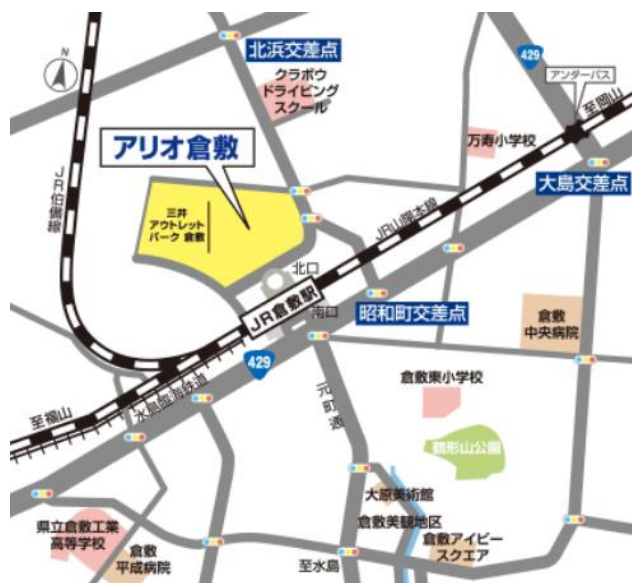 N
北浜交差点
クラボウ
ドライビング
スクール
429
アンダーパス
至岡山
万寿小学校
大島交差点
アリオ倉敷
三井
アウトレット
パーク 倉敷
JR伯備線
JR山陽本線
北口
JR倉敷駅
南口
昭和町交差点
倉敷
中央病院
429
水島臨海鉄道
至福山
元町通
倉敷東小学校
鶴形山公園
大原美術館
倉敷美観地区
倉敷アイビー
スクエア
県立倉敷工業
高等学校
倉敷
平成病院
至水島